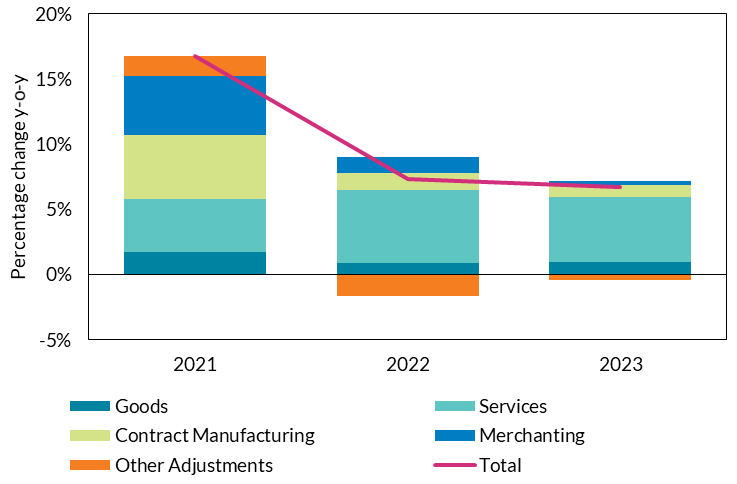 20%
15%
10%
5%
0%
-5%
Percentage change y-o-y
2021 2022 2023
Goods Services
Contract Manufacturing Merchanting
Other Adjustments Total